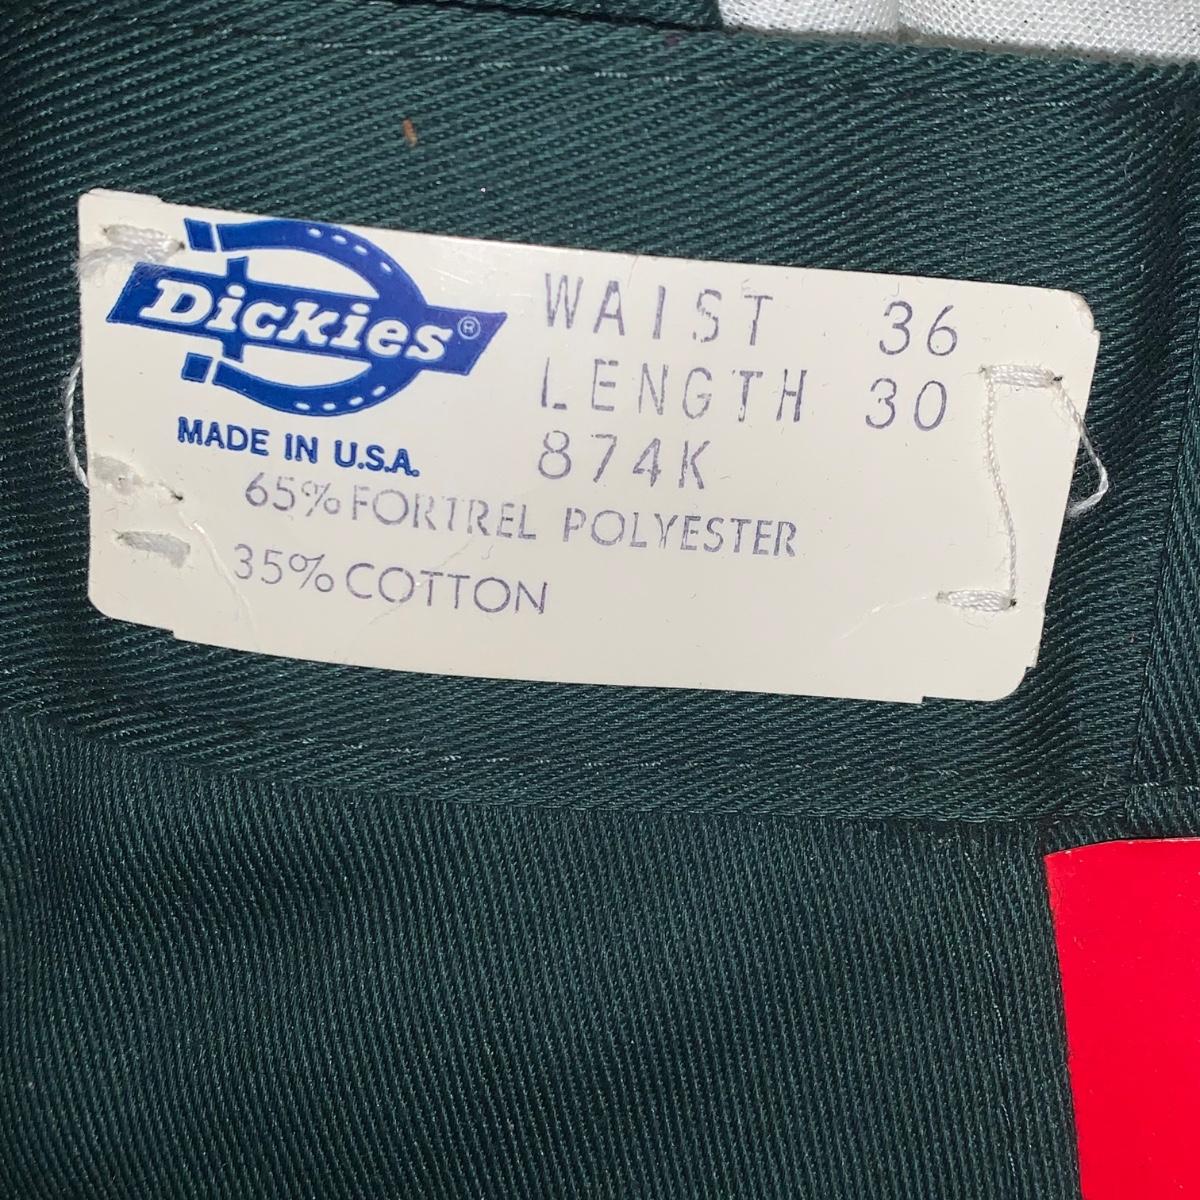 Dickies®
MADE IN U.S.A.
WAIST 36
LENGTH 30
874K
65% FORTREL POLYESTER
35% COTTON